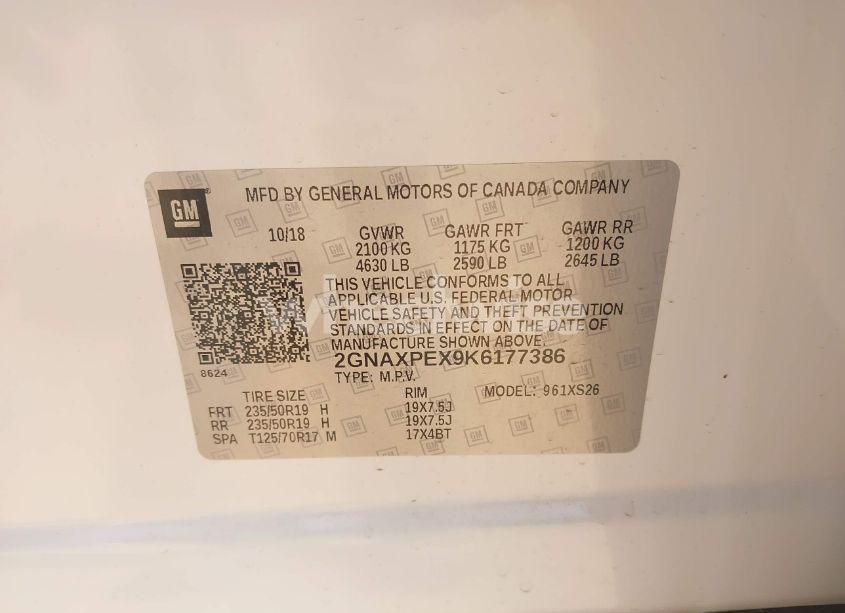 GM
MFD BY GENERAL MOTORS OF CANADA COMPANY
10/18 GVWR GAWR FRT GAWR RR
2100 KG 1175 KG 1200 KG
4630 LB 2590 LB 2645 LB
THIS VEHICLE CONFORMS TO ALL
APPLICABLE U.S. FEDERAL MOTOR
VEHICLE SAFETY AND THEFT PREVENTION
STANDARDS IN EFFECT ON THE DATE OF
MANUFACTURE SHOWN ABOVE.
8624 2GNAXPEX9K6177386
TYPE: M.P.V. MODEL: 961XS26
TIRE SIZE RIM
FRT 235/50R19 H 19X7.5J
RR 235/50R19 H 19X7.5J
SPA T125/70R17 M 17X4BT